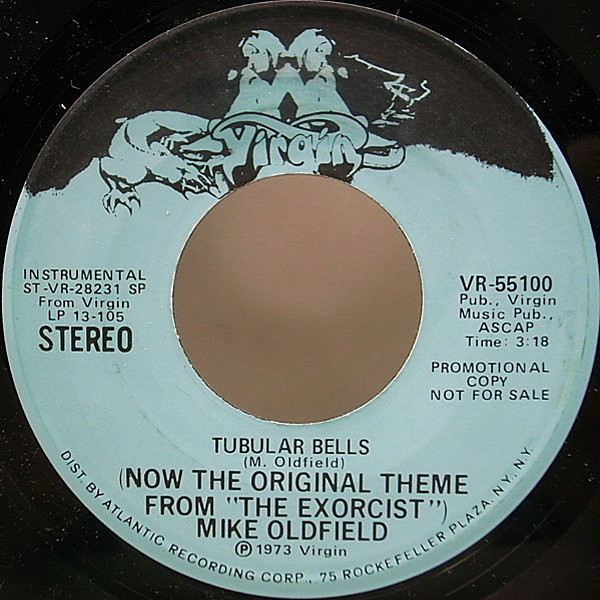 Virgin
INSTRUMENTAL
ST-VR-28231 SP
From Virgin
LP 13-105
STEREO
VR-55100
Pub., Virgin
Music Pub.,
ASCAP
Time: 3:18
PROMOTIONAL
COPY
NOT FOR SALE
TUBULAR BELLS
(M. Oldfield)
(NOW THE ORIGINAL THEME
FROM "THE EXORCIST")
MIKE OLDFIELD
Ⓟ 1973 Virgin
DIST. BY ATLANTIC RECORDING CORP., 75 ROCKEFELLER PLAZA, N.Y. N.Y.